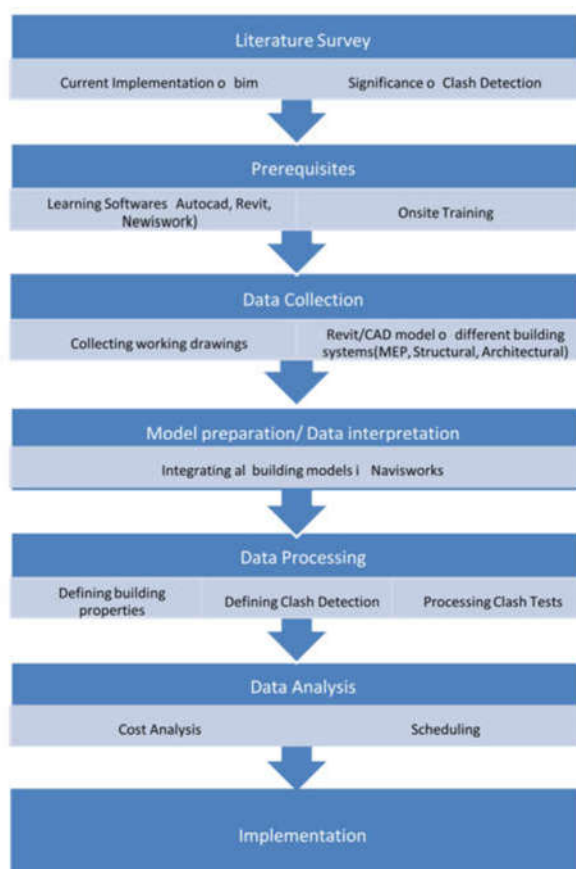 Literature Survey
Current Implementation o bim
Significance o Clash Detection
Prerequisites
Learning Softwares Autocad, Revit,
Newiswork)
Onsite Training
Data Collection
Collecting working drawings
Revit/CAD model o different building
systems(MEP, Structural, Architectural)
Model preparation/ Data interpretation
Integrating al building models i Navisworks
Data Processing
Defining building
properties
Defining Clash Detection
Processing Clash Tests
Data Analysis
Cost Analysis
Scheduling
Implementation